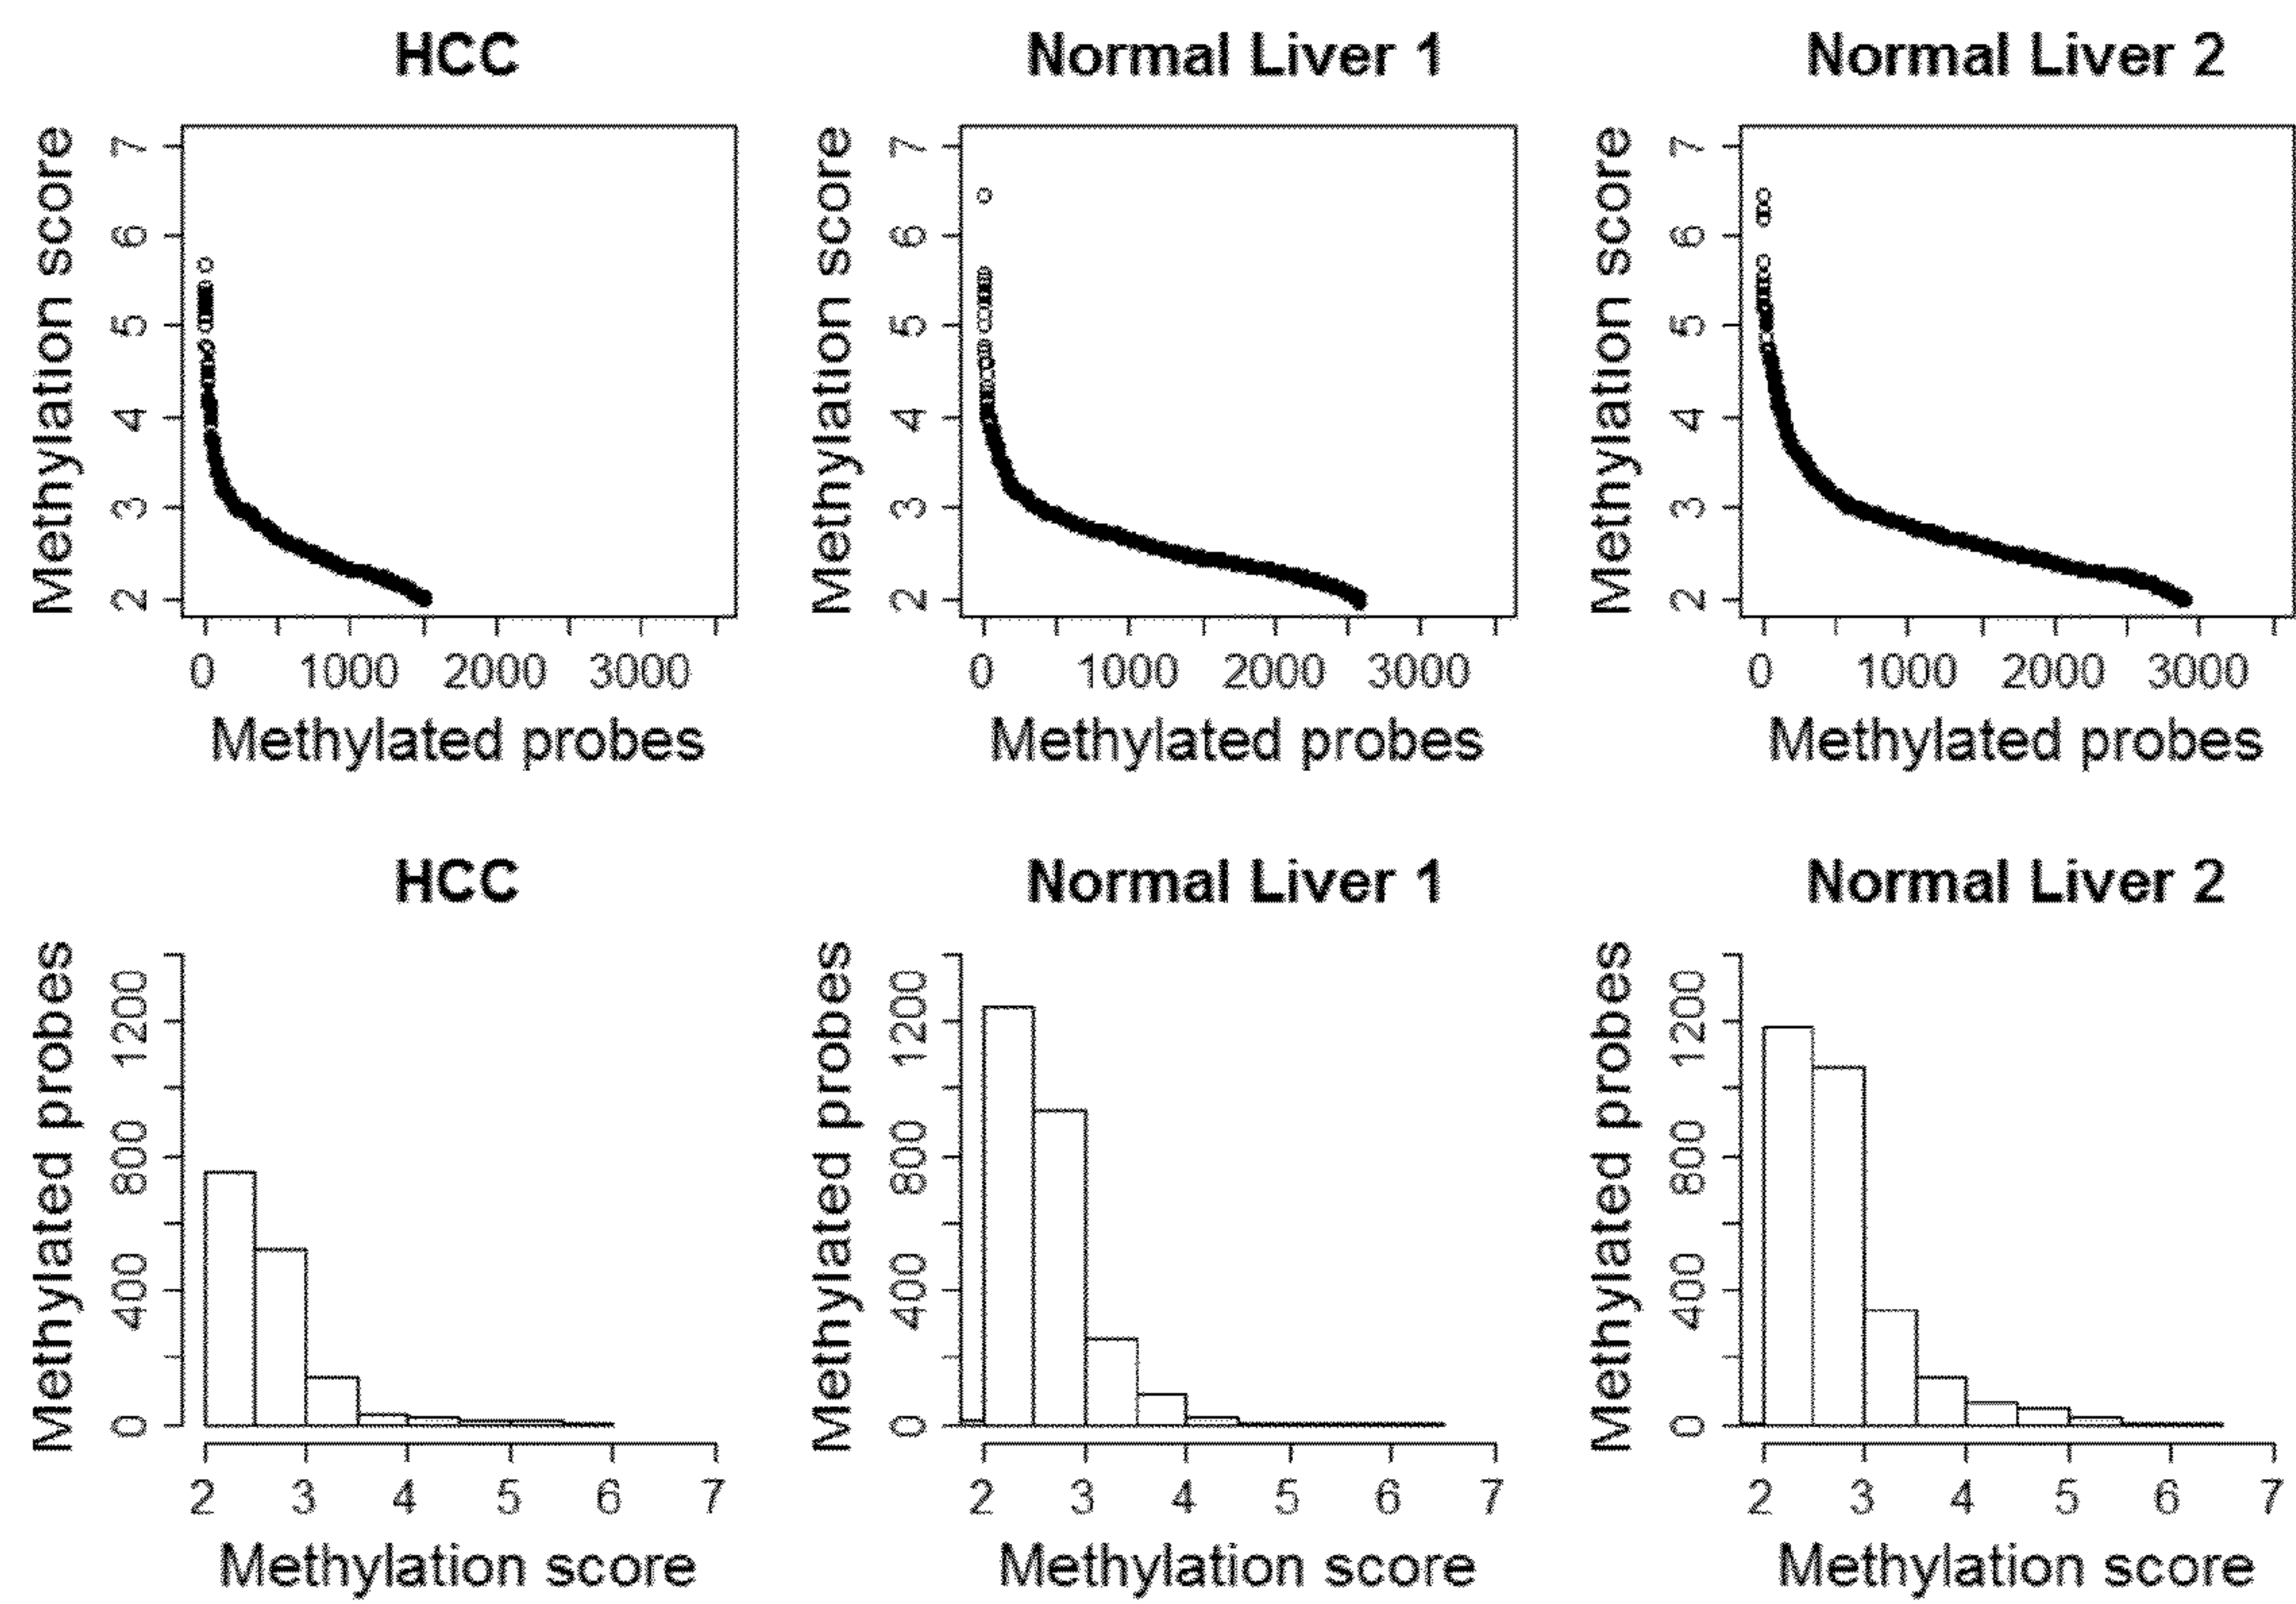 HCC Normal Liver 1 Normal Liver 2
Methylation score Methylation score Methylation score
7 7 7
6 6 6
5 5 5
4 4 4
3 3 3
2 2 2
0 1000 2000 3000 0 1000 2000 3000 0 1000 2000 3000
Methylated probes Methylated probes Methylated probes
HCC Normal Liver 1 Normal Liver 2
Methylated probes Methylated probes Methylated probes
1200 1200 1200
800 800 800
400 400 400
0 0 0
2 3 4 5 6 7 2 3 4 5 6 7 2 3 4 5 6 7
Methylation score Methylation score Methylation score